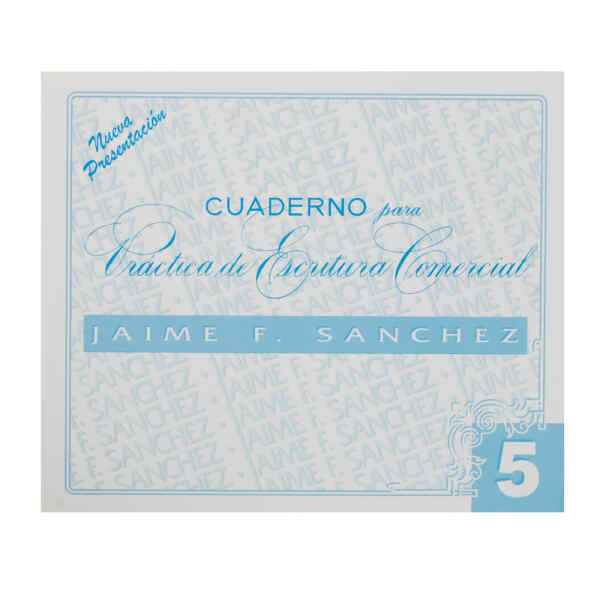 Nueva
Presentación
CUADERNO para
Práctica de Escritura Comercial
JAIME F. SANCHEZ
5